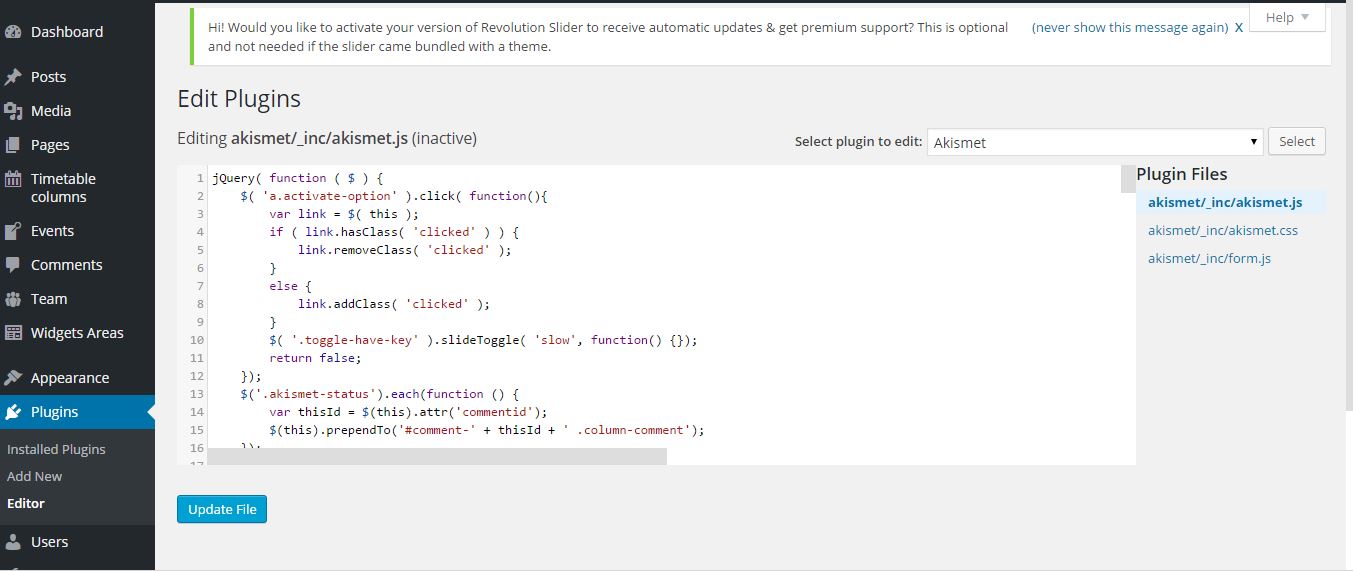 Dashboard
Posts
Media
Pages
Timetable
columns
Events
Comments
Team
Widgets Areas
Appearance
Plugins
Installed Plugins
Add New
Editor
Users
Hi! Would you like to activate your version of Revolution Slider to receive automatic updates & get premium support? This is optional
and not needed if the slider came bundled with a theme.
(never show this message again) X
Help ▼
Edit Plugins
Editing akismet/_inc/akismet.js (inactive)
Select plugin to edit: Akismet ▼ Select
1 jQuery( function ( $ ) {
2     $( 'a.activate-option' ).click( function(){
3         var link = $( this );
4         if ( link.hasClass( 'clicked' ) ) {
5             link.removeClass( 'clicked' );
6         }
7         else {
8             link.addClass( 'clicked' );
9         }
10         $( '.toggle-have-key' ).slideToggle( 'slow', function() {});
11         return false;
12     });
13     $('.akismet-status').each(function () {
14         var thisId = $(this).attr('commentid');
15         $(this).prependTo('#comment-' + thisId + ' .column-comment');
16     });
17
Plugin Files
akismet/_inc/akismet.js
akismet/_inc/akismet.css
akismet/_inc/form.js
Update File